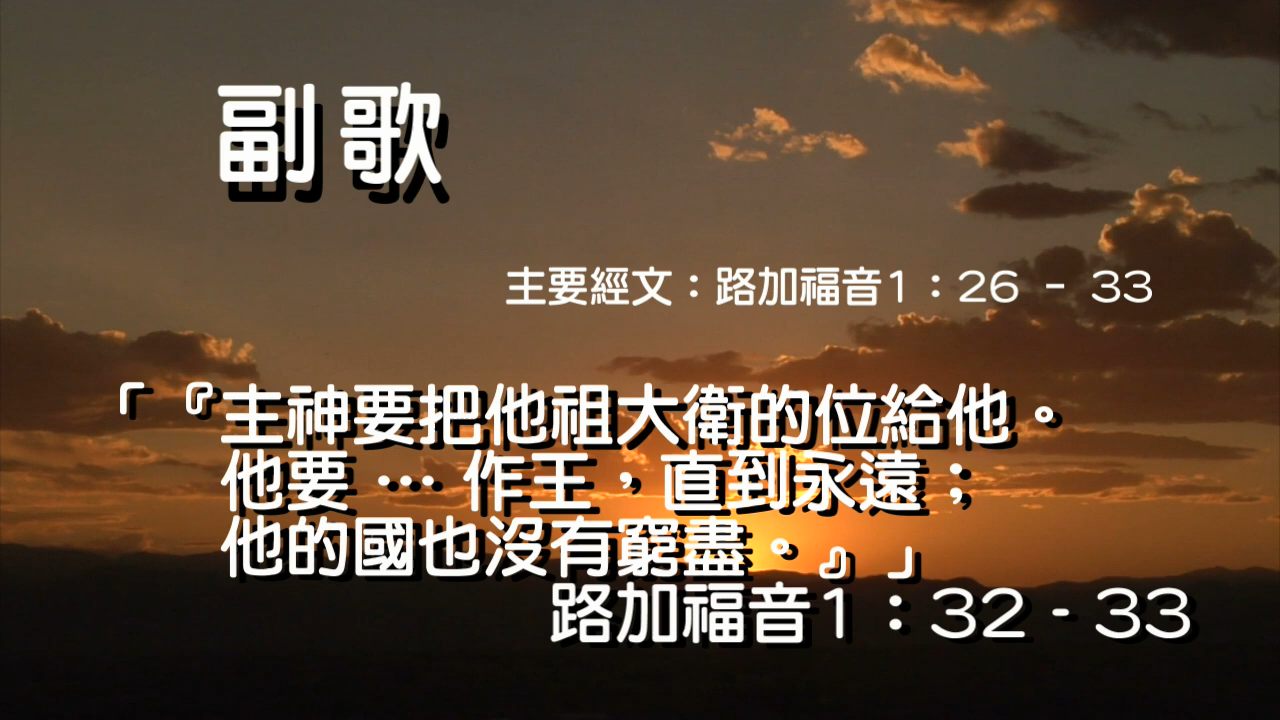 副歌
主要經文：路加福音1：26 - 33
「『主神要把他祖大衛的位給他。
他要 … 作王，直到永遠；
他的國也沒有窮盡。』」
路加福音1：32 - 33